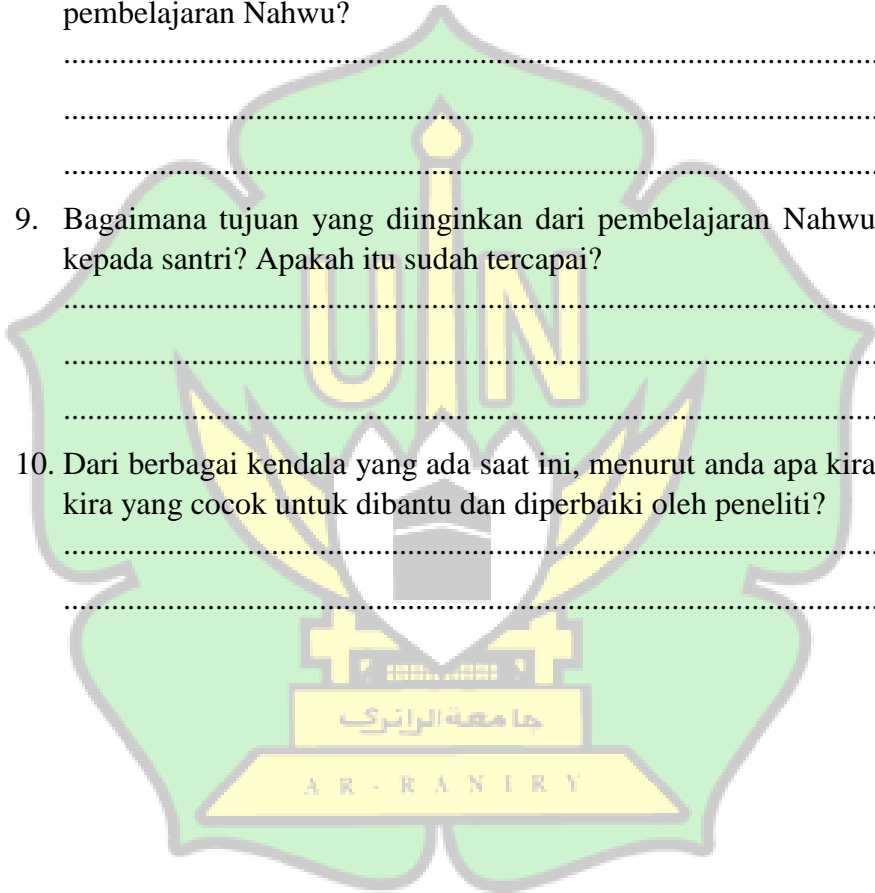 pembelajaran Nahwu?
................................................................................
................................................................................
................................................................................
9. Bagaimana tujuan yang diinginkan dari pembelajaran Nahwu
kepada santri? Apakah itu sudah tercapai?
................................................................................
................................................................................
................................................................................
10. Dari berbagai kendala yang ada saat ini, menurut anda apa kira
kira yang cocok untuk dibantu dan diperbaiki oleh peneliti?
................................................................................
................................................................................
UIN
جامعة الرانرك
AR-RANIRY